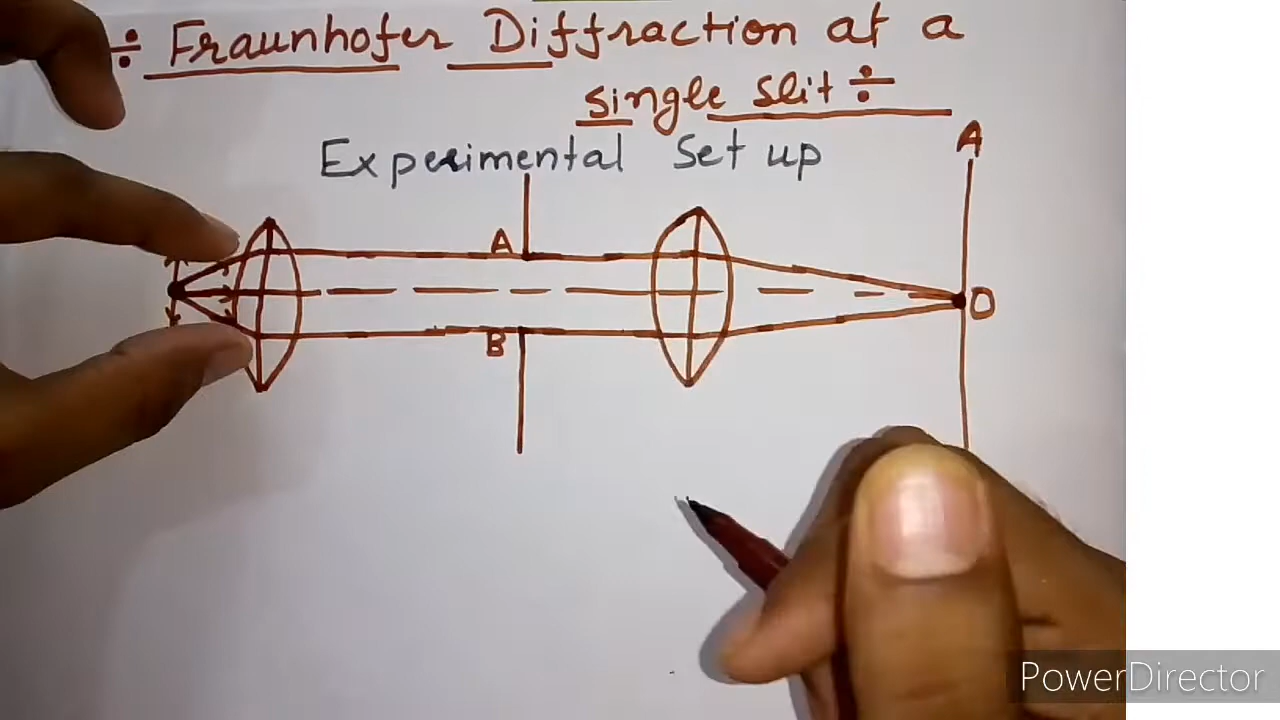 ÷ Fraunhofer Diffraction at a
single slit ÷
Experimental Set up
A
A
O
B
PowerDirector